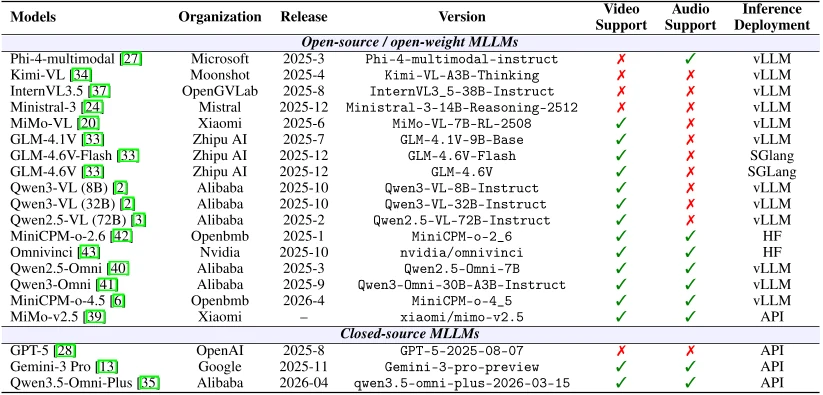 Models Organization Release Version Video Support Audio Support Inference Deployment
Open-source / open-weight MLLMs
Phi-4-multimodal [27] Microsoft 2025-3 Phi-4-multimodal-instruct ✗ ✓ vLLM
Kimi-VL [34] Moonshot 2025-4 Kimi-VL-A3B-Thinking ✗ ✗ vLLM
InternVL3.5 [37] OpenGVLab 2025-8 InternVL3_5-38B-Instruct ✗ ✗ vLLM
Ministral-3 [24] Mistral 2025-12 Ministral-3-14B-Reasoning-2512 ✗ ✗ vLLM
MiMo-VL [20] Xiaomi 2025-6 MiMo-VL-7B-RL-2508 ✓ ✗ vLLM
GLM-4.1V [33] Zhipu AI 2025-7 GLM-4.1V-9B-Base ✓ ✗ vLLM
GLM-4.6V-Flash [33 Zhipu AI 2025-12 GLM-4.6V-Flash ✓ ✗ SGlang
GLM-4.6V [33] Zhipu AI 2025-12 GLM-4.6V ✓ ✗ SGLang
Qwen3-VL (8B) [2] Alibaba 2025-10 Qwen3-VL-8B-Instruct ✓ ✗ vLLM
Qwen3-VL (32B) [2] Alibaba 2025-10 Qwen3-VL-32B-Instruct ✓ ✗ vLLM
Qwen2.5-VL (72B) [3] Alibaba 2025-2 Qwen2.5-VL-72B-Instruct ✓ ✗ vLLM
MiniCPM-o-2.6 [42] Openbmb 2025-1 MiniCPM-o-2_6 ✓ ✓ HF
Omnivinci [43] Nvidia 2025-10 nvidia/omnivinci ✓ ✓ HF
Qwen2.5-Omni [40] Alibaba 2025-3 Qwen2.5-Omni-7B ✓ ✓ vLLM
Qwen3-Omni [41] Alibaba 2025-9 Qwen3-Omni-30B-A3B-Instruct ✓ ✓ vLLM
MiniCPM-o-4.5 [6] Openbmb 2026-4 MiniCPM-o-4_5 ✓ ✓ vLLM
MiMo-v2.5 [39] Xiaomi – xiaomi/mimo-v2.5 ✓ ✓ API
Closed-source MLLMs
GPT-5 [28] OpenAI 2025-8 GPT-5-2025-08-07 ✗ ✗ API
Gemini-3 Pro [13] Google 2025-11 Gemini-3-pro-preview ✓ ✓ API
Qwen3.5-Omni-Plus [35] Alibaba 2026-04 qwen3.5-omni-plus-2026-03-15 ✓ ✓ API